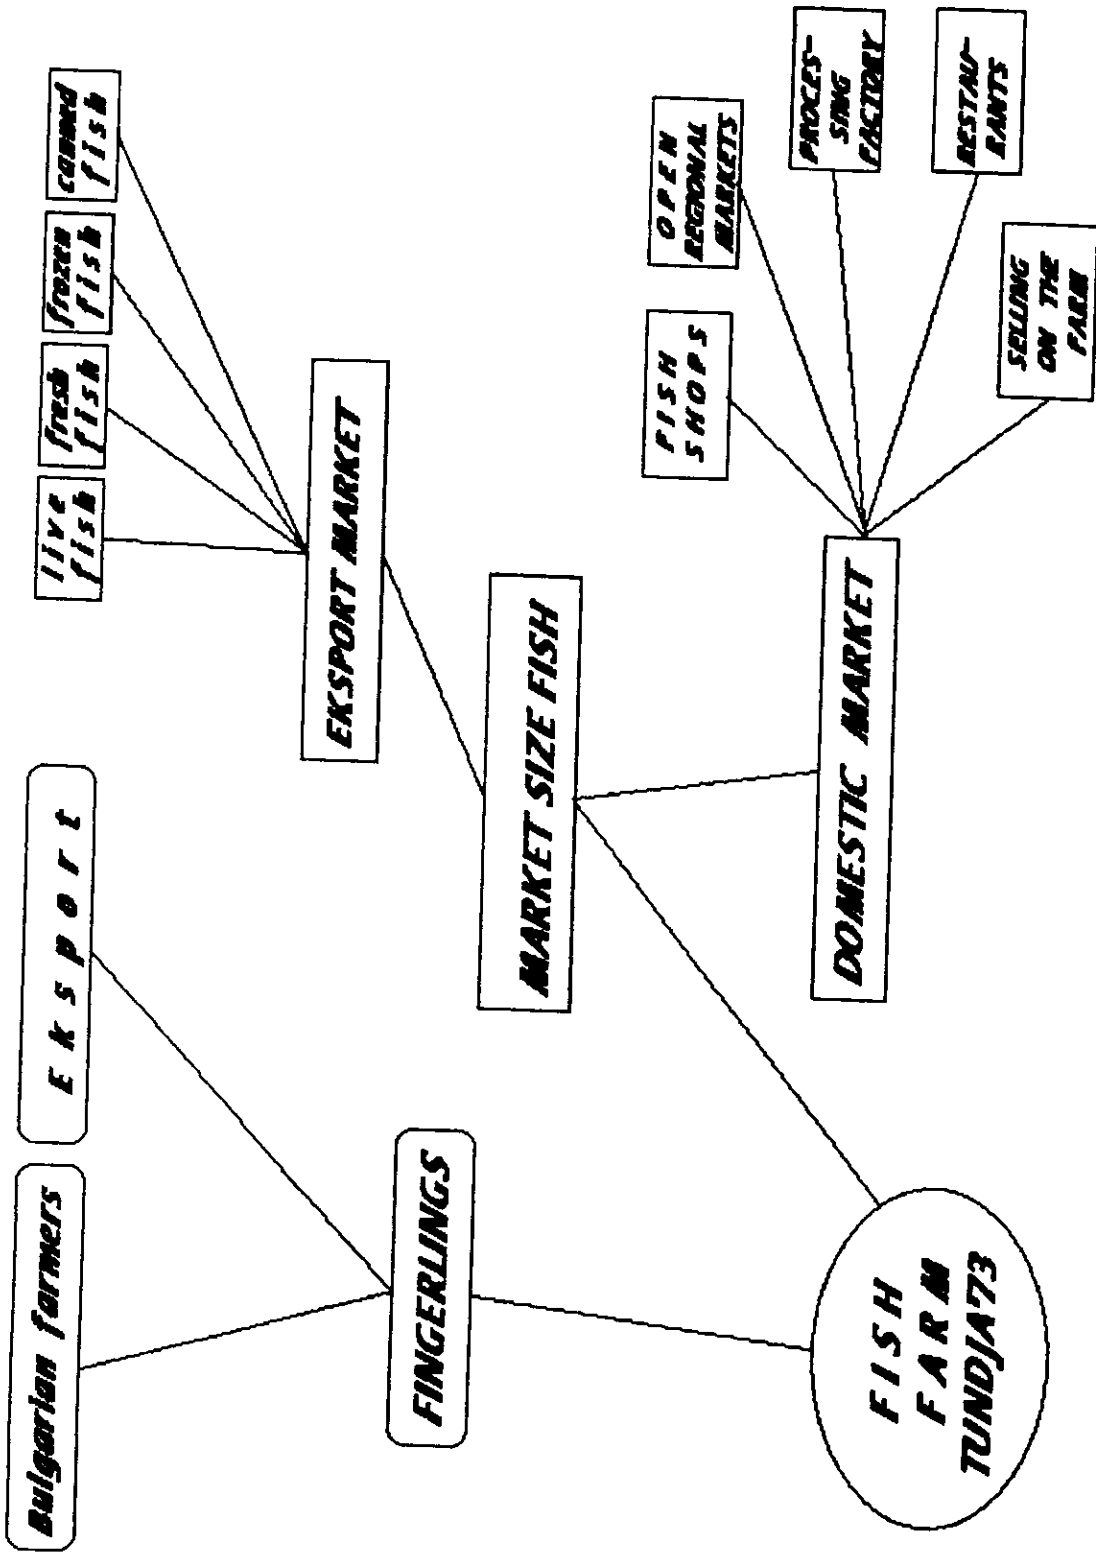 Bulgarian farmers
Eksport
live
fish
fresh
fish
frozen
fish
canned
fish
FINGERLINGS
EKSPORT MARKET
MARKET SIZE FISH
FISH
SHOPS
OPEN
REGIONAL
MARKETS
PROCES-
SING
FACTORY
RESTAU-
RANTS
SELLING
ON THE
FARM
DOMESTIC MARKET
FISH
FARM
TUNDJA'73